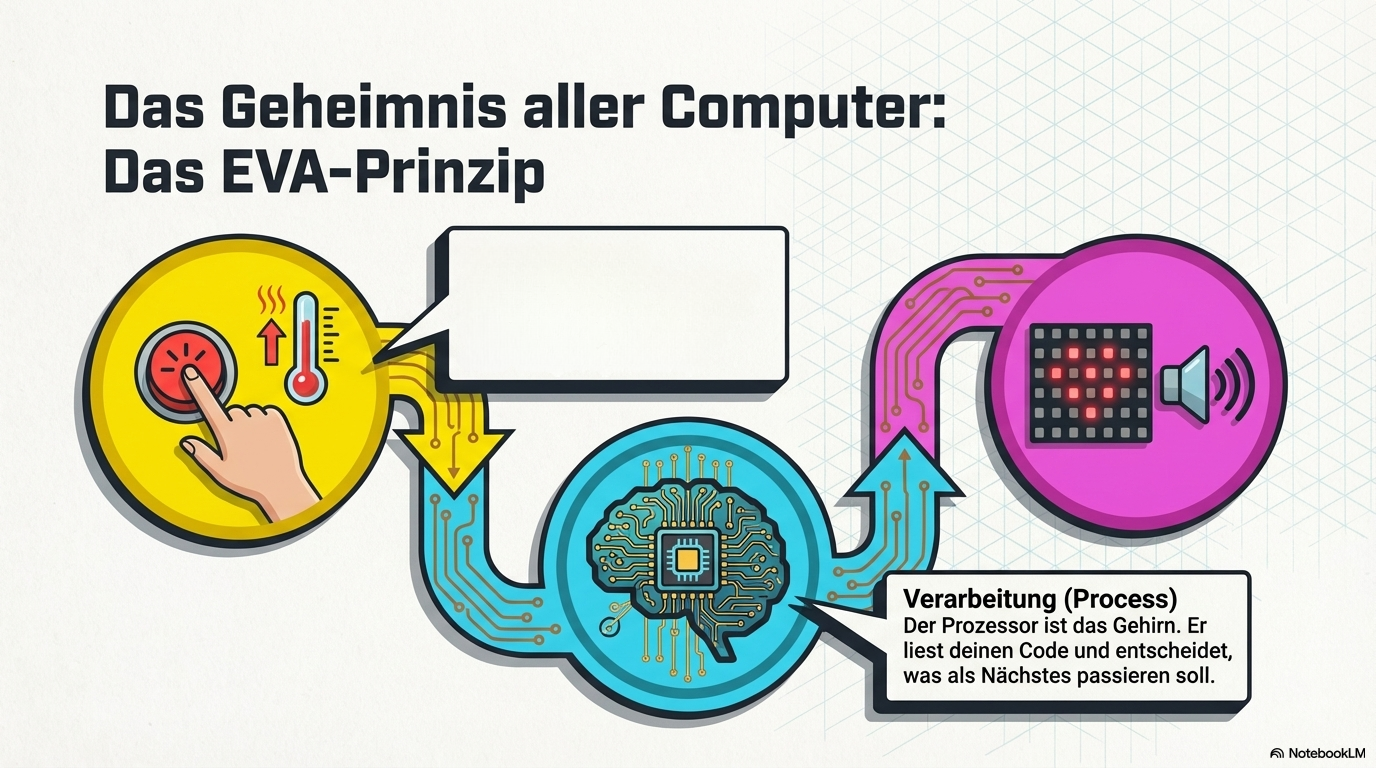 Das Geheimnis aller Computer:
Das EVA-Prinzip
Verarbeitung (Process)
Der Prozessor ist das Gehirn. Er
liest deinen Code und entscheidet,
was als Nächstes passieren soll.
NotebookLM